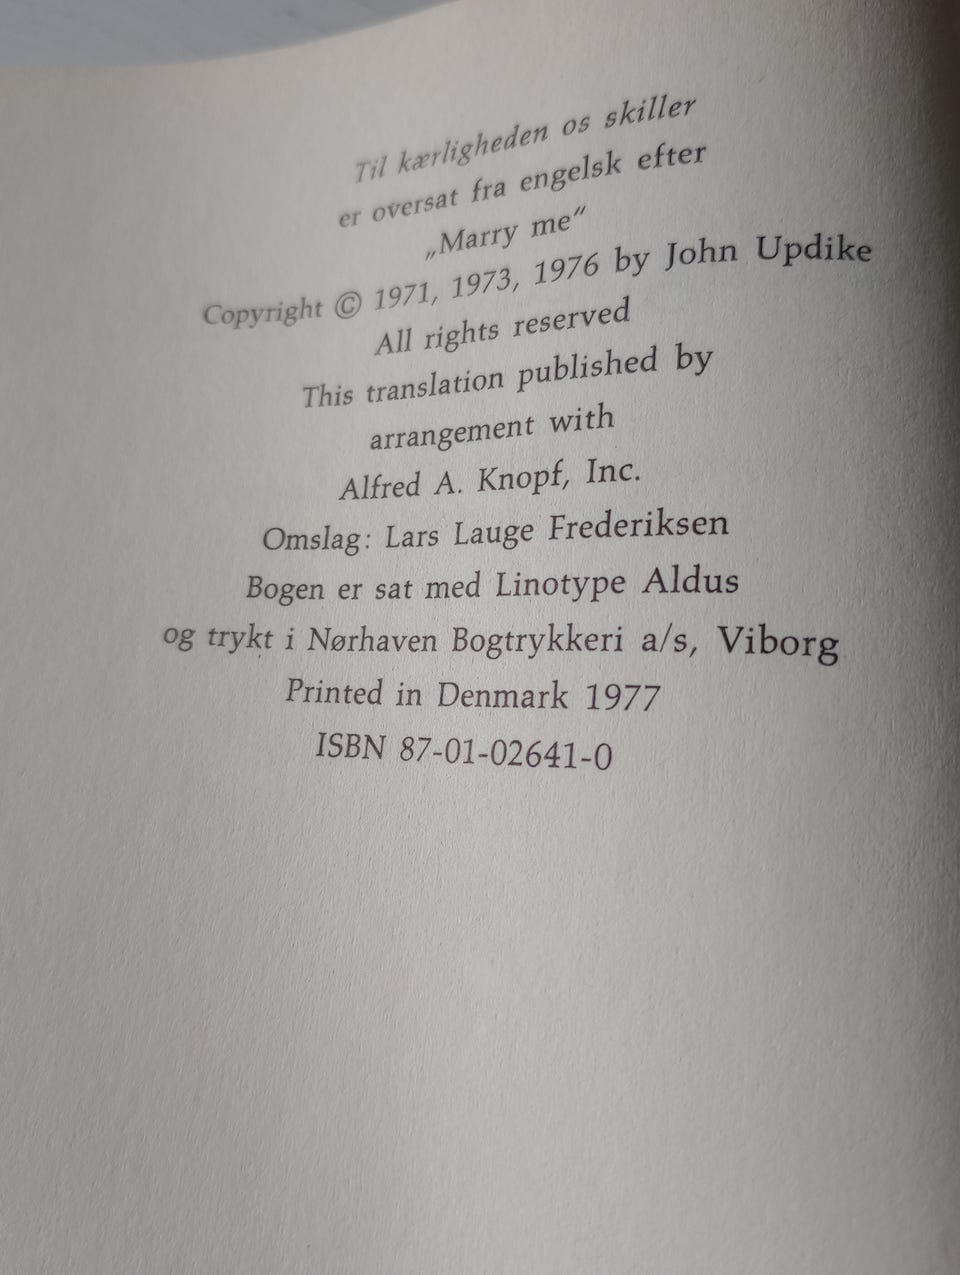 Til kærligheden os skiller
er oversat fra engelsk efter
„Marry me“
Copyright © 1971, 1973, 1976 by John Updike
All rights reserved
This translation published by
arrangement with
Alfred A. Knopf, Inc.
Omslag: Lars Lauge Frederiksen
Bogen er sat med Linotype Aldus
og trykt i Nørhaven Bogtrykkeri a/s, Viborg
Printed in Denmark 1977
ISBN 87-01-02641-0